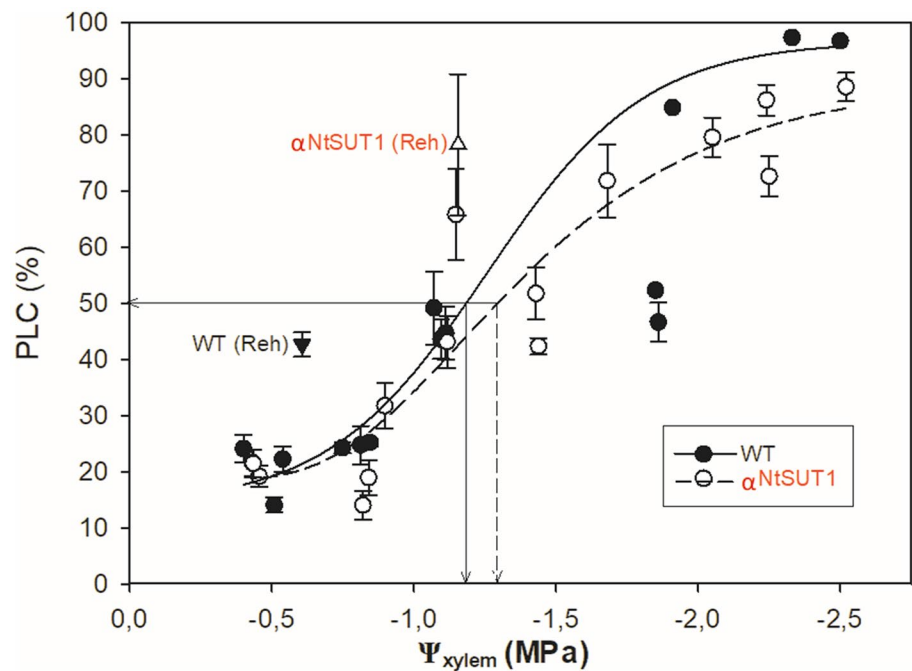 PLC (%)
100
90
80
70
60
50
40
30
20
10
0
αNtSUT1 (Reh)
WT (Reh)
WT
αNtSUT1
0,0
-0,5
-1,0
-1,5
-2,0
-2,5
Ψxylem (MPa)